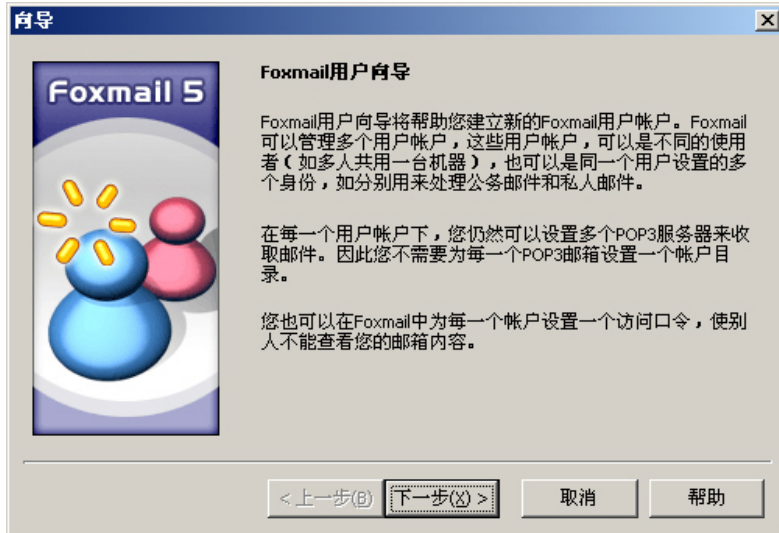 向导
Foxmail 5
Foxmail用户向导
Foxmail用户向导将帮助您建立新的Foxmail用户帐户。Foxmail
可以管理多个用户帐户，这些用户帐户，可以是不同的使用
者（如多人共用一台机器），也可以是同一个用户设置的多
个身份，如分别用来处理公务邮件和私人邮件。
在每一个用户帐户下，您仍然可以设置多个POP3服务器来收
取邮件。因此您不需要为每一个POP3邮箱设置一个帐户目
录。
您也可以在Foxmail中为每一个帐户设置一个访问口令，使别
人不能查看您的邮箱内容。
< 上一步(B) 下一步(X) > 取消 帮助